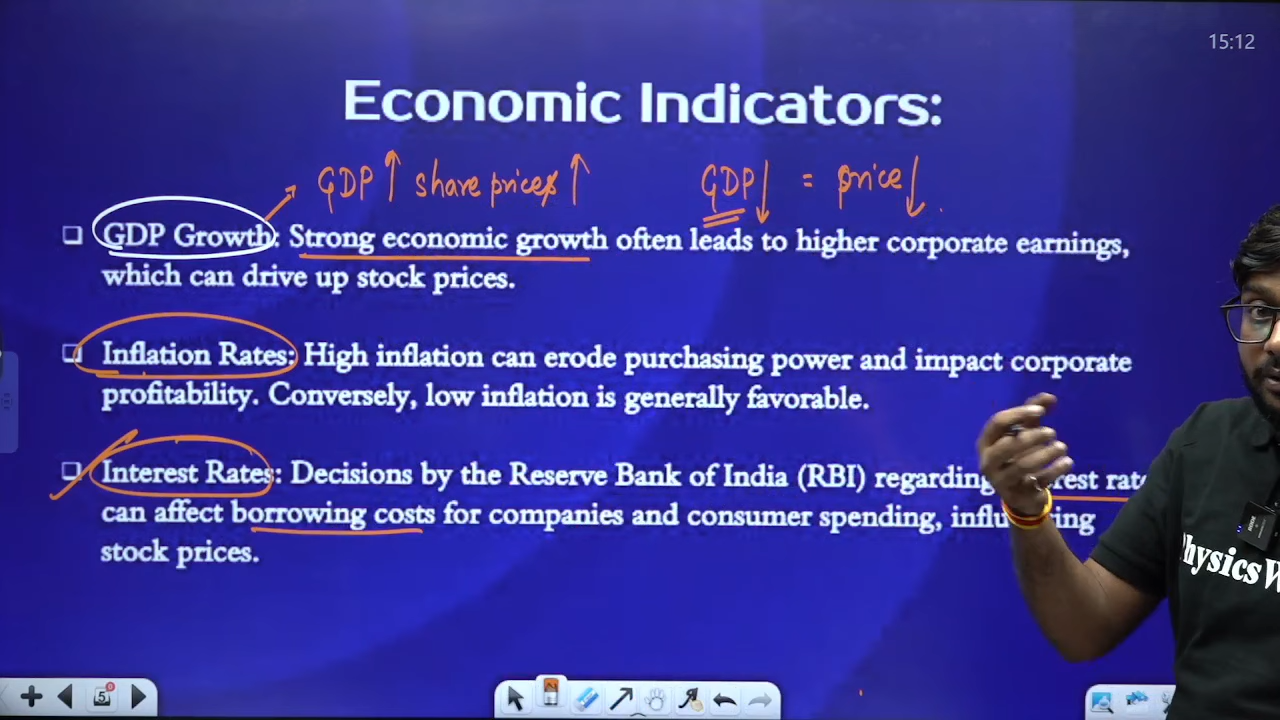 15:12
Economic Indicators:
GDP ↑ share prices ↑ GDP ↓ = price ↓
❑ GDP Growth: Strong economic growth often leads to higher corporate earnings,
which can drive up stock prices.
❑ Inflation Rates: High inflation can erode purchasing power and impact corporate
profitability. Conversely, low inflation is generally favorable.
❑ Interest Rates: Decisions by the Reserve Bank of India (RBI) regarding
can affect borrowing costs for companies and consumer spending,
stock prices.
5